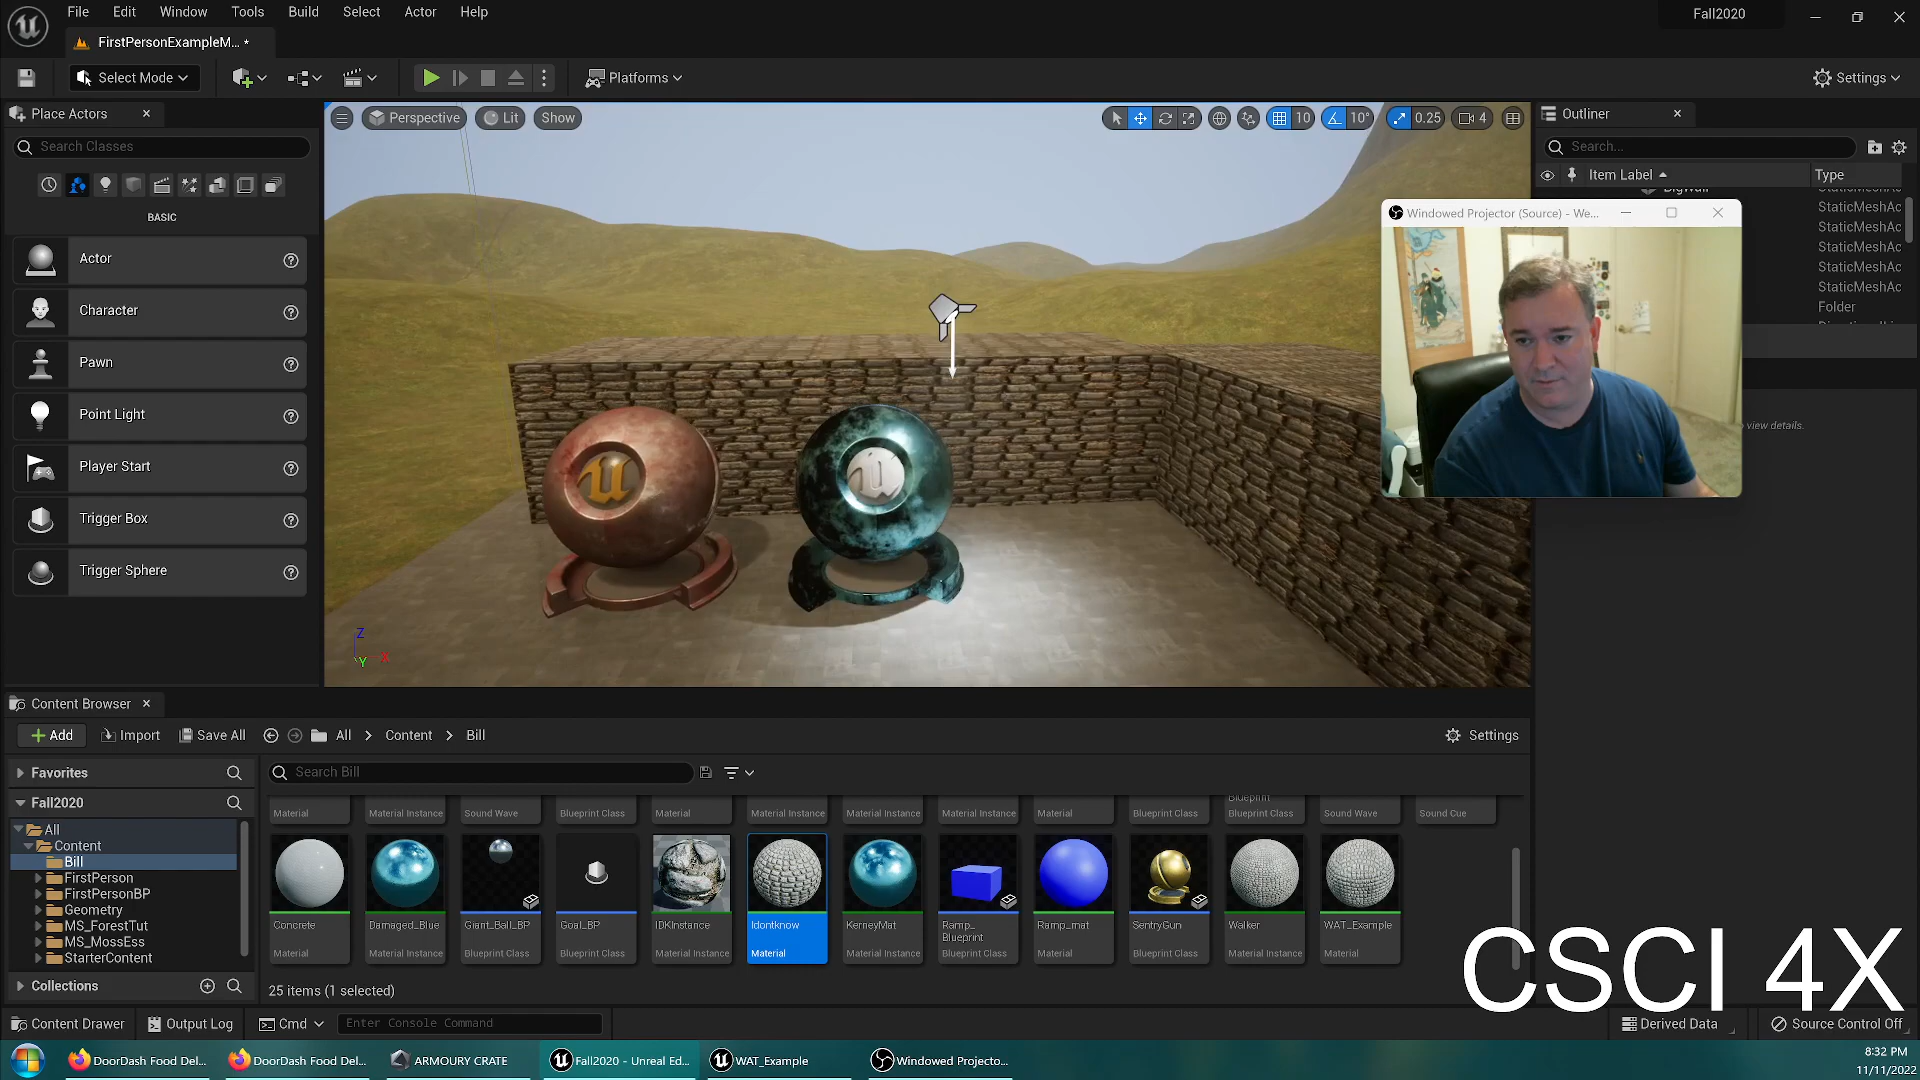 File Edit Window Tools Build Select Actor Help
Fall2020
FirstPersonExampleM... *
Select Mode
Platforms
Settings
Place Actors
Search Classes
BASIC
Actor
Character
Pawn
Point Light
Player Start
Trigger Box
Trigger Sphere
Perspective Lit Show
10 10° 0.25 4
Z
Y X
Outliner
Search...
Item Label Type
StaticMeshAc
StaticMeshAc
StaticMeshAc
StaticMeshAc
StaticMeshAc
Folder
Windowed Projector (Source) - We...
view details.
Content Browser
Add Import Save All All > Content > Bill Settings
Favorites
Search Bill
Fall2020
All
Content
Bill
FirstPerson
FirstPersonBP
Geometry
MS_ForestTut
MS_MossEss
StarterContent
Collections
Material Material Instance Sound Wave Blueprint Class Material Material Instance Material Instance Material Instance Material Blueprint Class Blueprint Class Sound Wave Sound Cue
Concrete Damaged_Blue Giant_Ball_BP Goal_BP IDKInstance Idontknow KerneyMat Ramp_ Blueprint Ramp_mat SentryGun Walker WAT_Example
Material Material Instance Blueprint Class Blueprint Class Material Instance Material Material Instance Blueprint Class Material Blueprint Class Material Instance Material
25 items (1 selected)
CSCI 4X
Content Drawer Output Log Cmd Enter Console Command Derived Data Source Control Off
DoorDash Food Del... DoorDash Food Del... ARMOURY CRATE Fall2020 - Unreal Ed... WAT_Example Windowed Projecto...
8:32 PM
11/11/2022